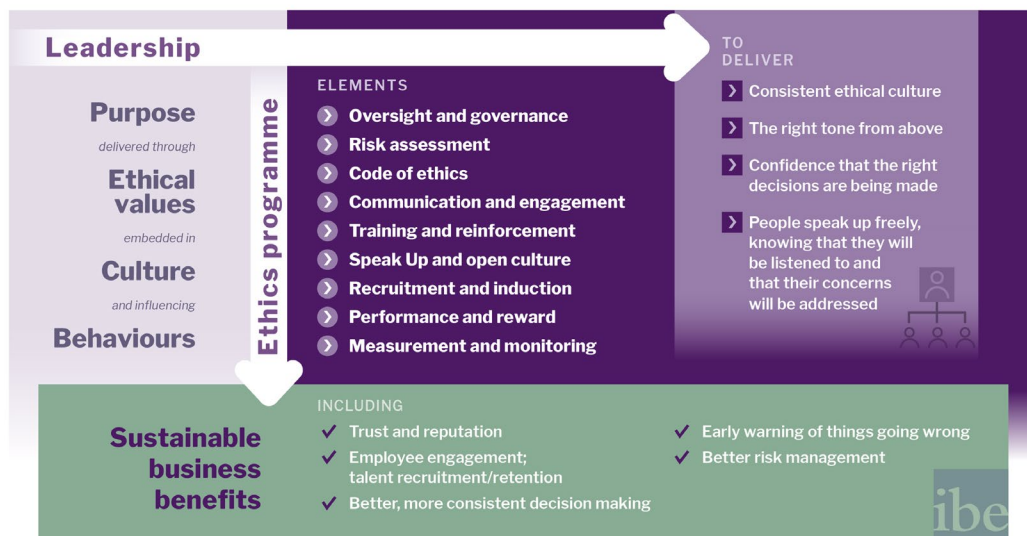 Leadership
Purpose
delivered through
Ethical
values
embedded in
Culture
and influencing
Behaviours
Ethics programme
ELEMENTS
Oversight and governance
Risk assessment
Code of ethics
Communication and engagement
Training and reinforcement
Speak Up and open culture
Recruitment and induction
Performance and reward
Measurement and monitoring
TO
DELIVER
Consistent ethical culture
The right tone from above
Confidence that the right
decisions are being made
People speak up freely,
knowing that they will
be listened to and
that their concerns
will be addressed
Sustainable
business
benefits
INCLUDING
Trust and reputation
Employee engagement;
talent recruitment/retention
Better, more consistent decision making
Early warning of things going wrong
Better risk management
ibe